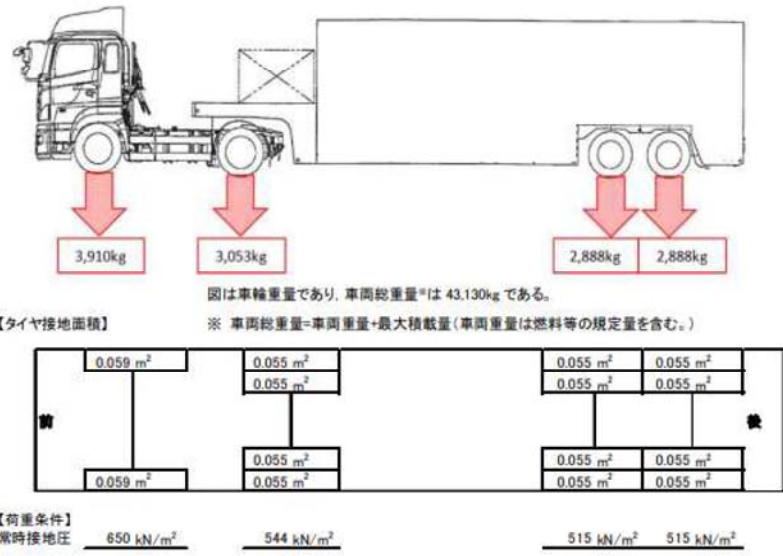 3,910kg 3,053kg 2,888kg 2,888kg
図は車輪重量であり，車両総重量※は 43,130kg である。
【タイヤ接地面積】 ※ 車両総重量=車両重量+最大積載量(車両重量は燃料等の規定量を含む。)
0.059 m² 0.055 m² 0.055 m² 0.055 m²
0.055 m² 0.055 m² 0.055 m²
前 後
0.055 m² 0.055 m² 0.055 m²
0.059 m² 0.055 m² 0.055 m² 0.055 m²
【荷重条件】
常時接地圧 650 kN/m² 544 kN/m² 515 kN/m² 515 kN/m²